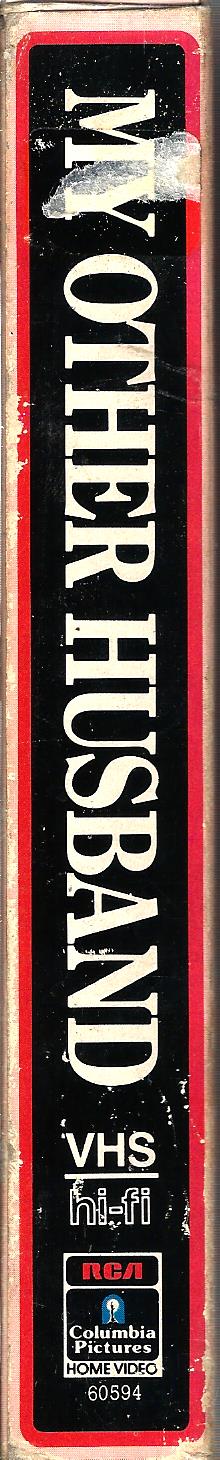 MY OTHER HUSBAND
VHS
hi-fi
RCA
Columbia
Pictures
HOME VIDEO
60594